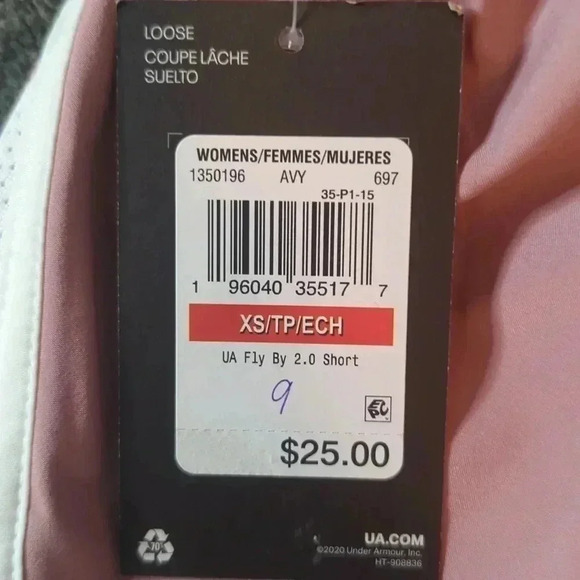 LOOSE
COUPE LÂCHE
SUELTO
WOMENS/FEMMES/MUJERES
1350196 AVY 697
35-P1-15
1 96040 35517 7
XS/TP/ECH
UA Fly By 2.0 Short
9
$25.00
70%
UA.COM
©2020 Under Armour, Inc.
HT-908836